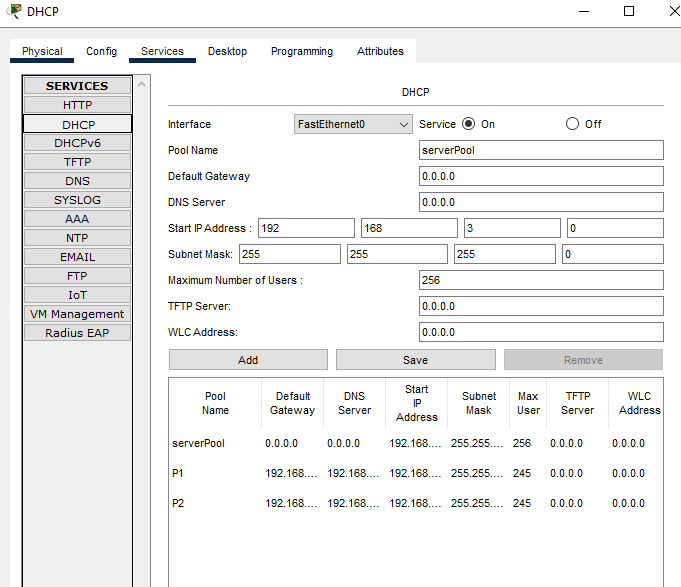 DHCP
Physical Config Services Desktop Programming Attributes
SERVICES
HTTP
DHCP
DHCPv6
TFTP
DNS
SYSLOG
AAA
NTP
EMAIL
FTP
IoT
VM Management
Radius EAP
DHCP
Interface FastEthernet0 Service On Off
Pool Name serverPool
Default Gateway 0.0.0.0
DNS Server 0.0.0.0
Start IP Address : 192 168 3 0
Subnet Mask: 255 255 255 0
Maximum Number of Users : 256
TFTP Server: 0.0.0.0
WLC Address: 0.0.0.0
Add Save Remove
Pool Name Default Gateway DNS Server Start IP Address Subnet Mask Max User TFTP Server WLC Address
serverPool 0.0.0.0 0.0.0.0 192.168.... 255.255.... 256 0.0.0.0 0.0.0.0
P1 192.168.... 192.168.... 192.168.... 255.255.... 245 0.0.0.0 0.0.0.0
P2 192.168.... 192.168.... 192.168.... 255.255.... 245 0.0.0.0 0.0.0.0